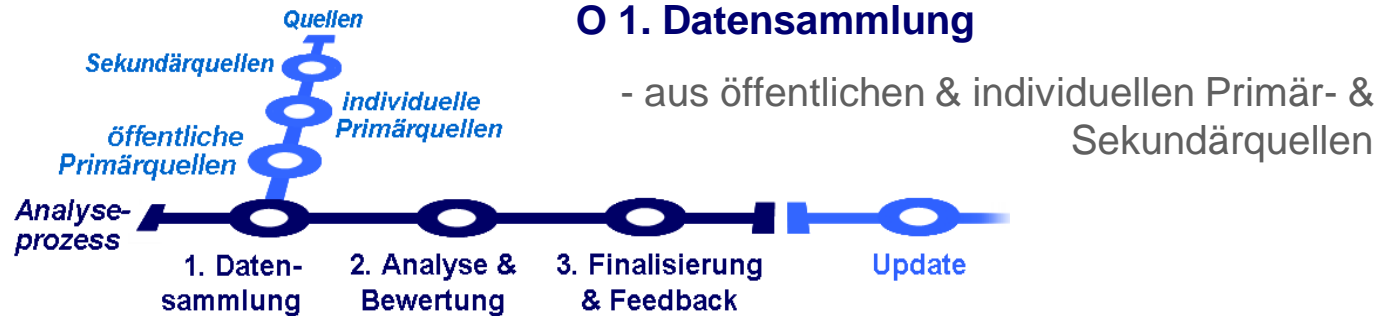 Quellen
O 1. Datensammlung
Sekundärquellen
- aus öffentlichen & individuellen Primär- &
Sekundärquellen
individuelle
Primärquellen
öffentliche
Primärquellen
Analyse-
prozess
1. Daten-
sammlung
2. Analyse &
Bewertung
3. Finalisierung
& Feedback
Update